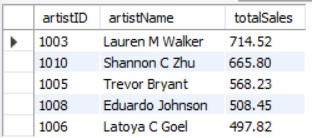 artistID artistName totalSales
1003 Lauren M Walker 714.52
1010 Shannon C Zhu 665.80
1005 Trevor Bryant 568.23
1008 Eduardo Johnson 508.45
1006 Latoya C Goel 497.82